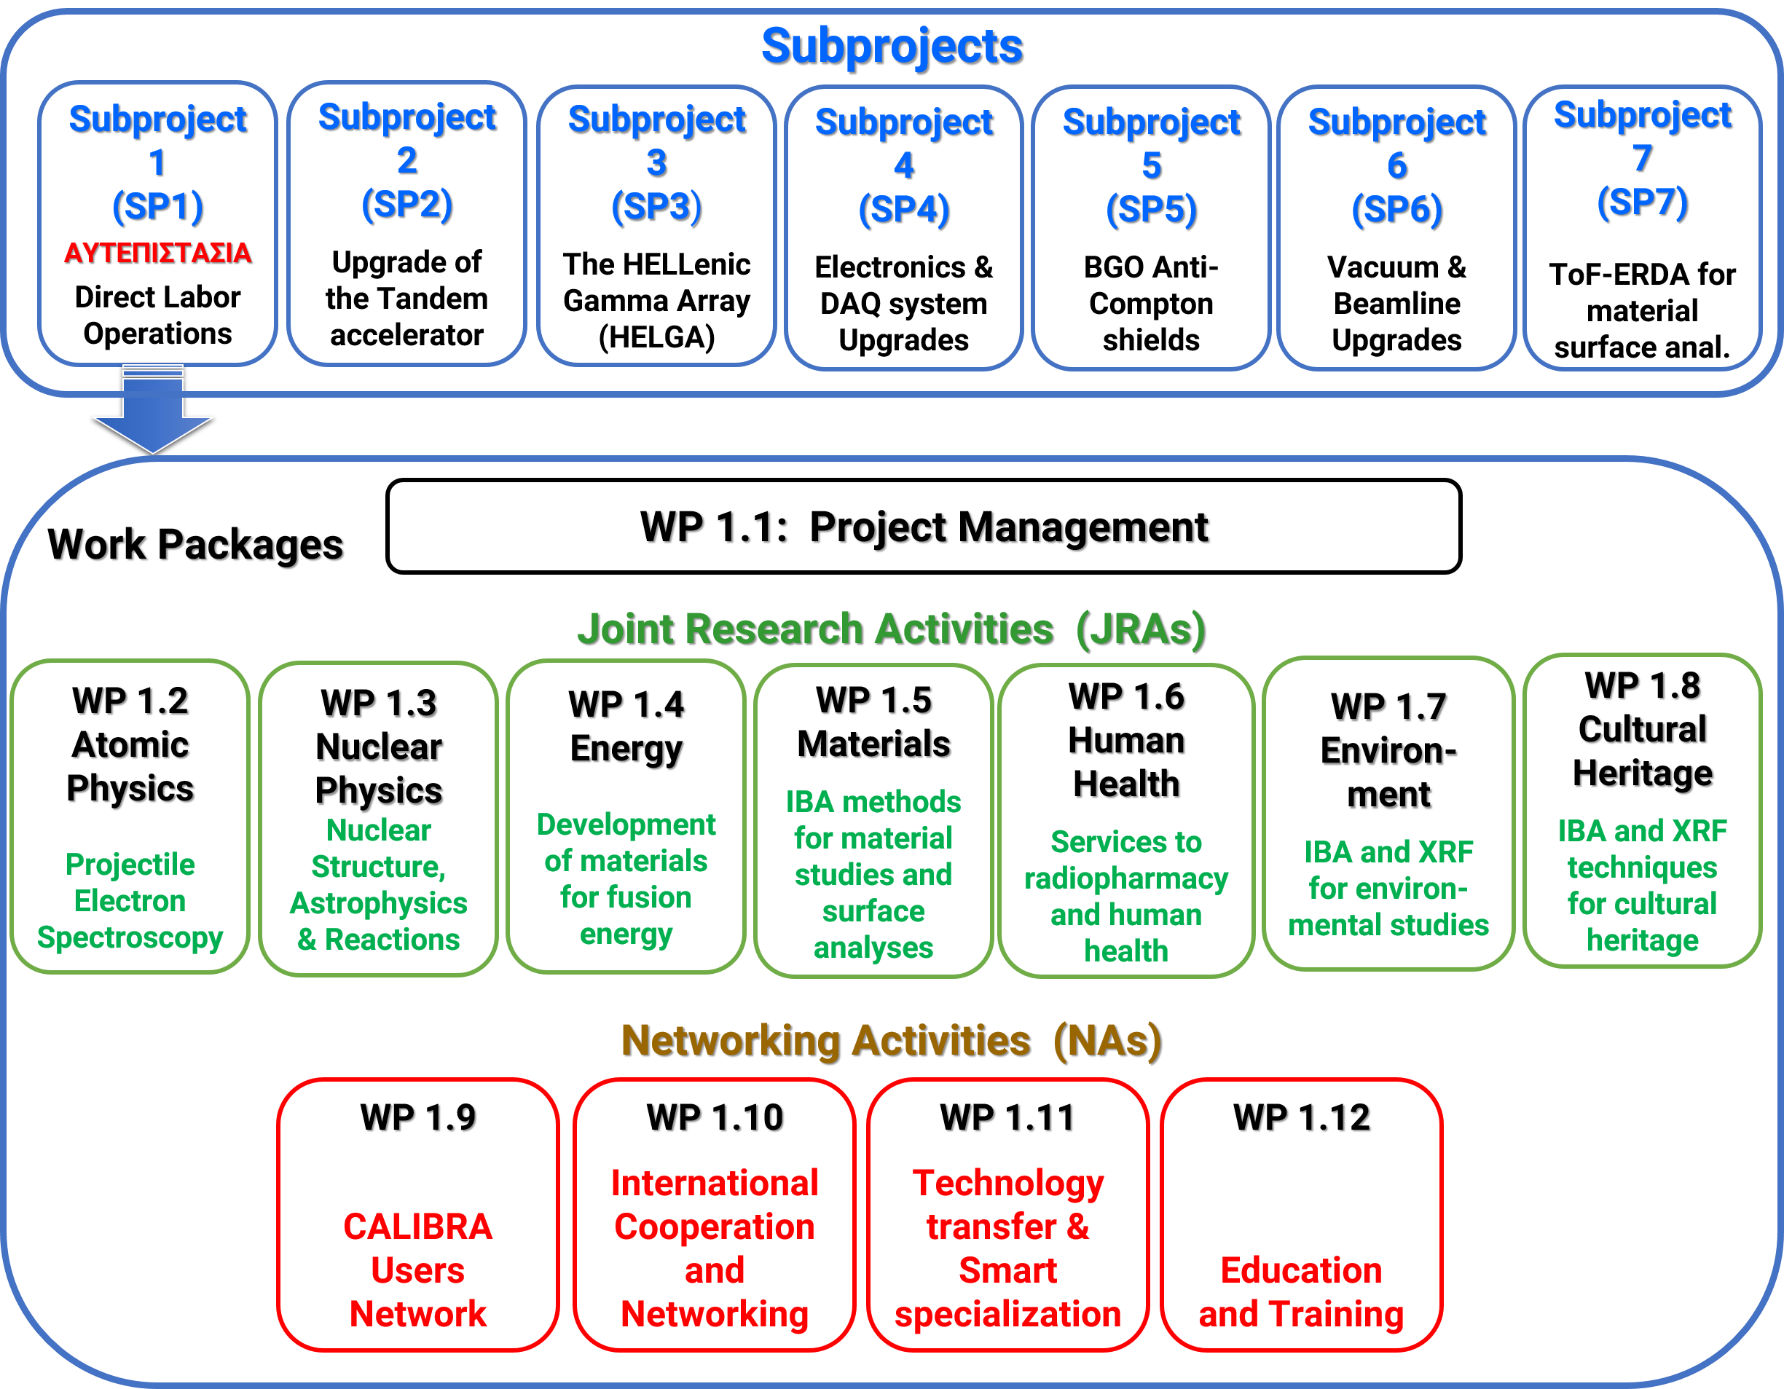 Subprojects
Subproject
1
(SP1)
ΑΥΤΕΠΙΣΤΑΣΙΑ
Direct Labor
Operations
Subproject
2
(SP2)
Upgrade of
the Tandem
accelerator
Subproject
3
(SP3)
The HELLenic
Gamma Array
(HELGA)
Subproject
4
(SP4)
Electronics &
DAQ system
Upgrades
Subproject
5
(SP5)
BGO Anti-
Compton
shields
Subproject
6
(SP6)
Vacuum &
Beamline
Upgrades
Subproject
7
(SP7)
ToF-ERDA for
material
surface anal.
Work Packages
WP 1.1:  Project Management
Joint Research Activities  (JRAs)
WP 1.2
Atomic
Physics
Projectile
Electron
Spectroscopy
WP 1.3
Nuclear
Physics
Nuclear
Structure,
Astrophysics
& Reactions
WP 1.4
Energy
Development
of materials
for fusion
energy
WP 1.5
Materials
IBA methods
for material
studies and
surface
analyses
WP 1.6
Human
Health
Services to
radiopharmacy
and human
health
WP 1.7
Environ-
ment
IBA and XRF
for environ-
mental studies
WP 1.8
Cultural
Heritage
IBA and XRF
techniques
for cultural
heritage
Networking Activities  (NAs)
WP 1.9
CALIBRA
Users
Network
WP 1.10
International
Cooperation
and
Networking
WP 1.11
Technology
transfer &
Smart
specialization
WP 1.12
Education
and Training